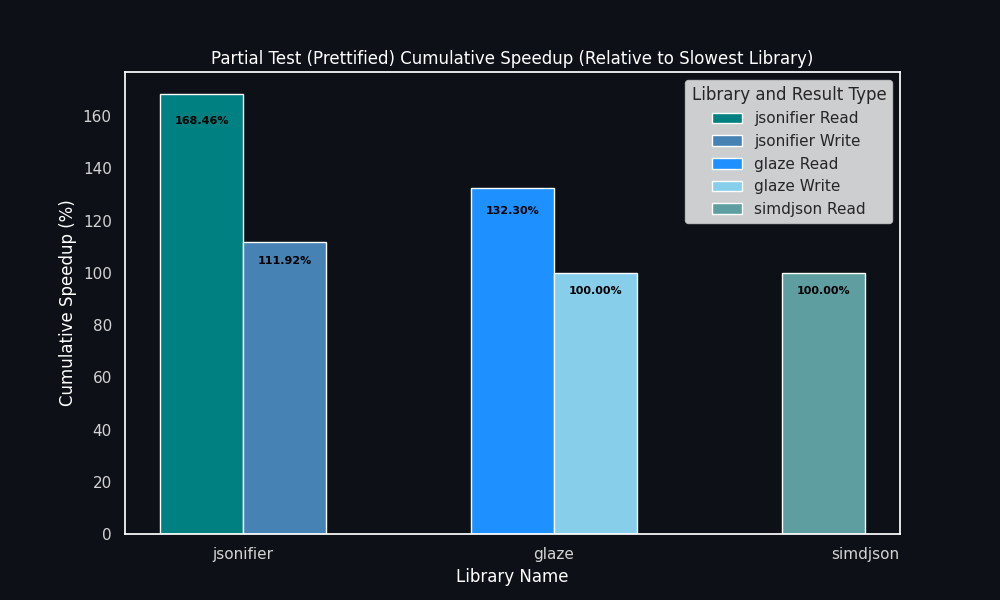 Partial Test (Prettified) Cumulative Speedup (Relative to Slowest Library)
Library and Result Type
jsonifier Read
jsonifier Write
glaze Read
glaze Write
simdjson Read
Cumulative Speedup (%)
160
140
120
100
80
60
40
20
0
168.46%
111.92%
132.30%
100.00%
100.00%
jsonifier
glaze
simdjson
Library Name